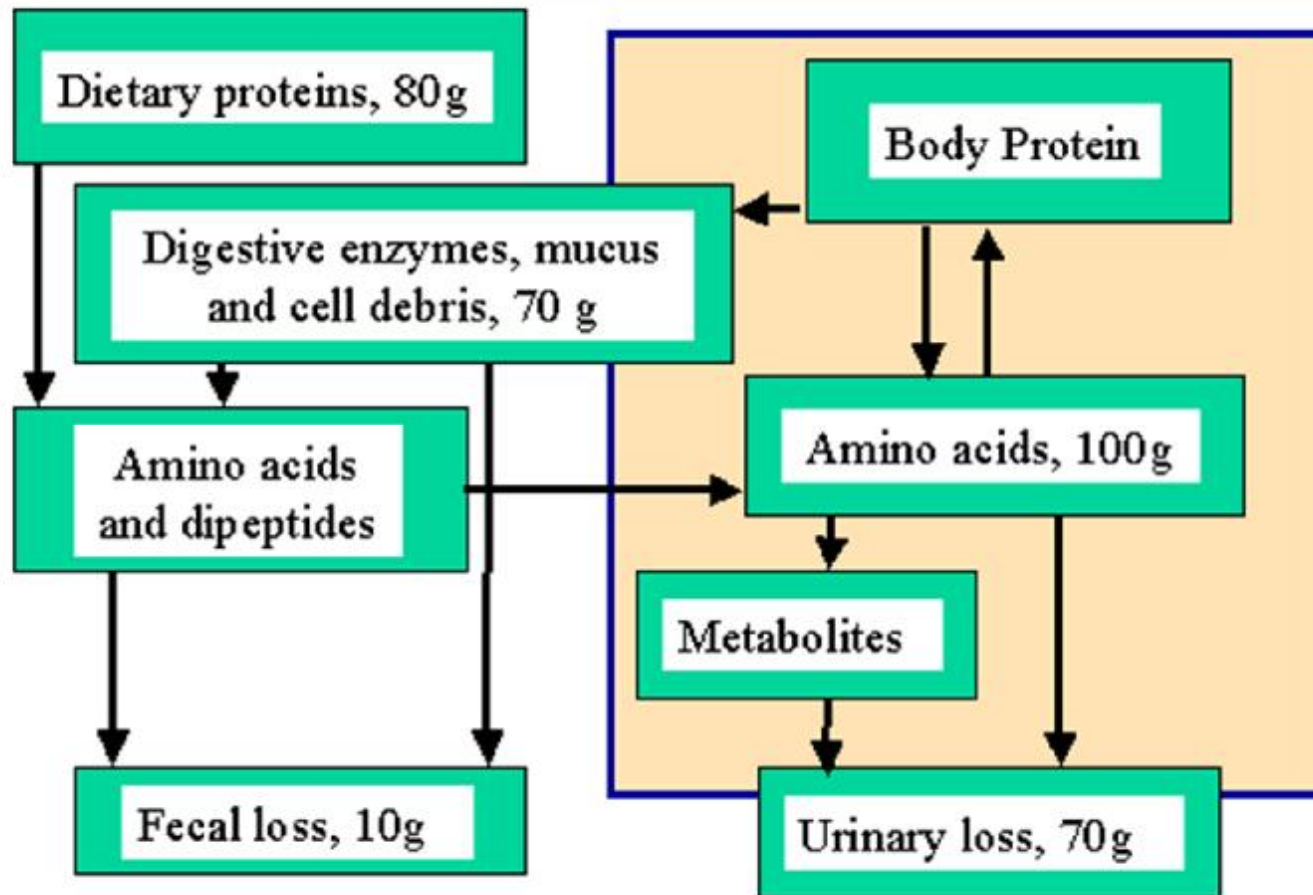 Dietary proteins, 80g
Body Protein
Digestive enzymes, mucus
and cell debris, 70 g
Amino acids
and dipeptides
Amino acids, 100g
Metabolites
Fecal loss, 10g
Urinary loss, 70g